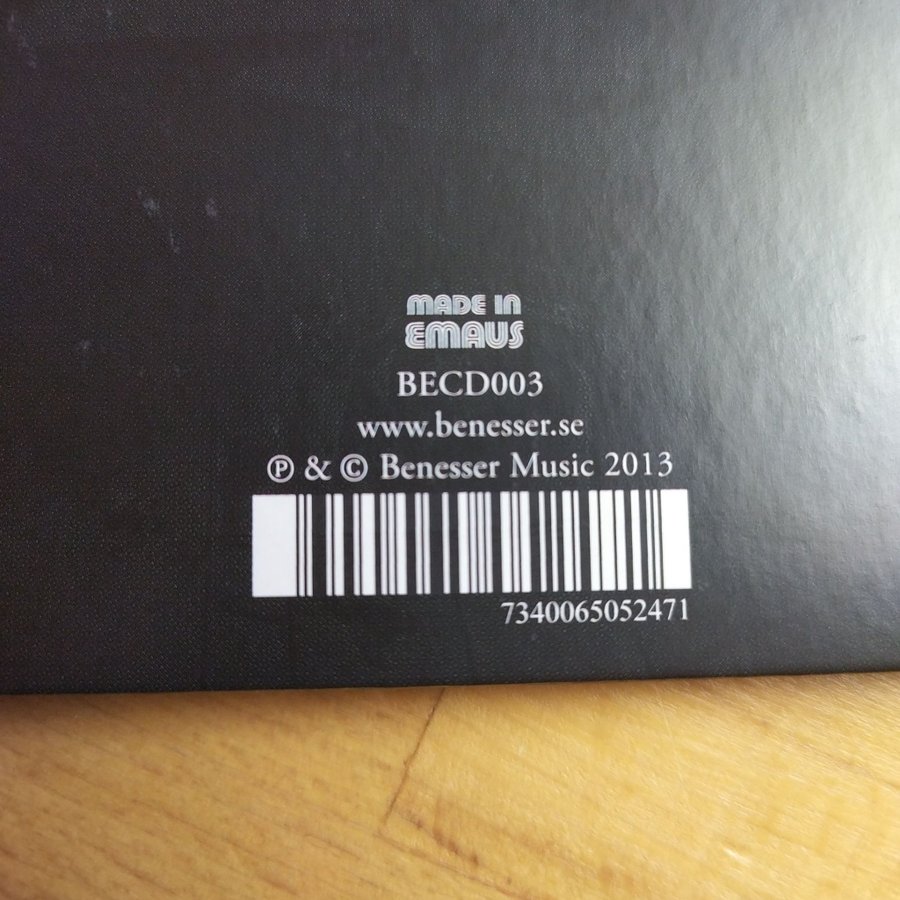 MADE IN
EMAUS
BECD003
www.benesser.se
Ⓟ & © Benesser Music 2013
7340065052471